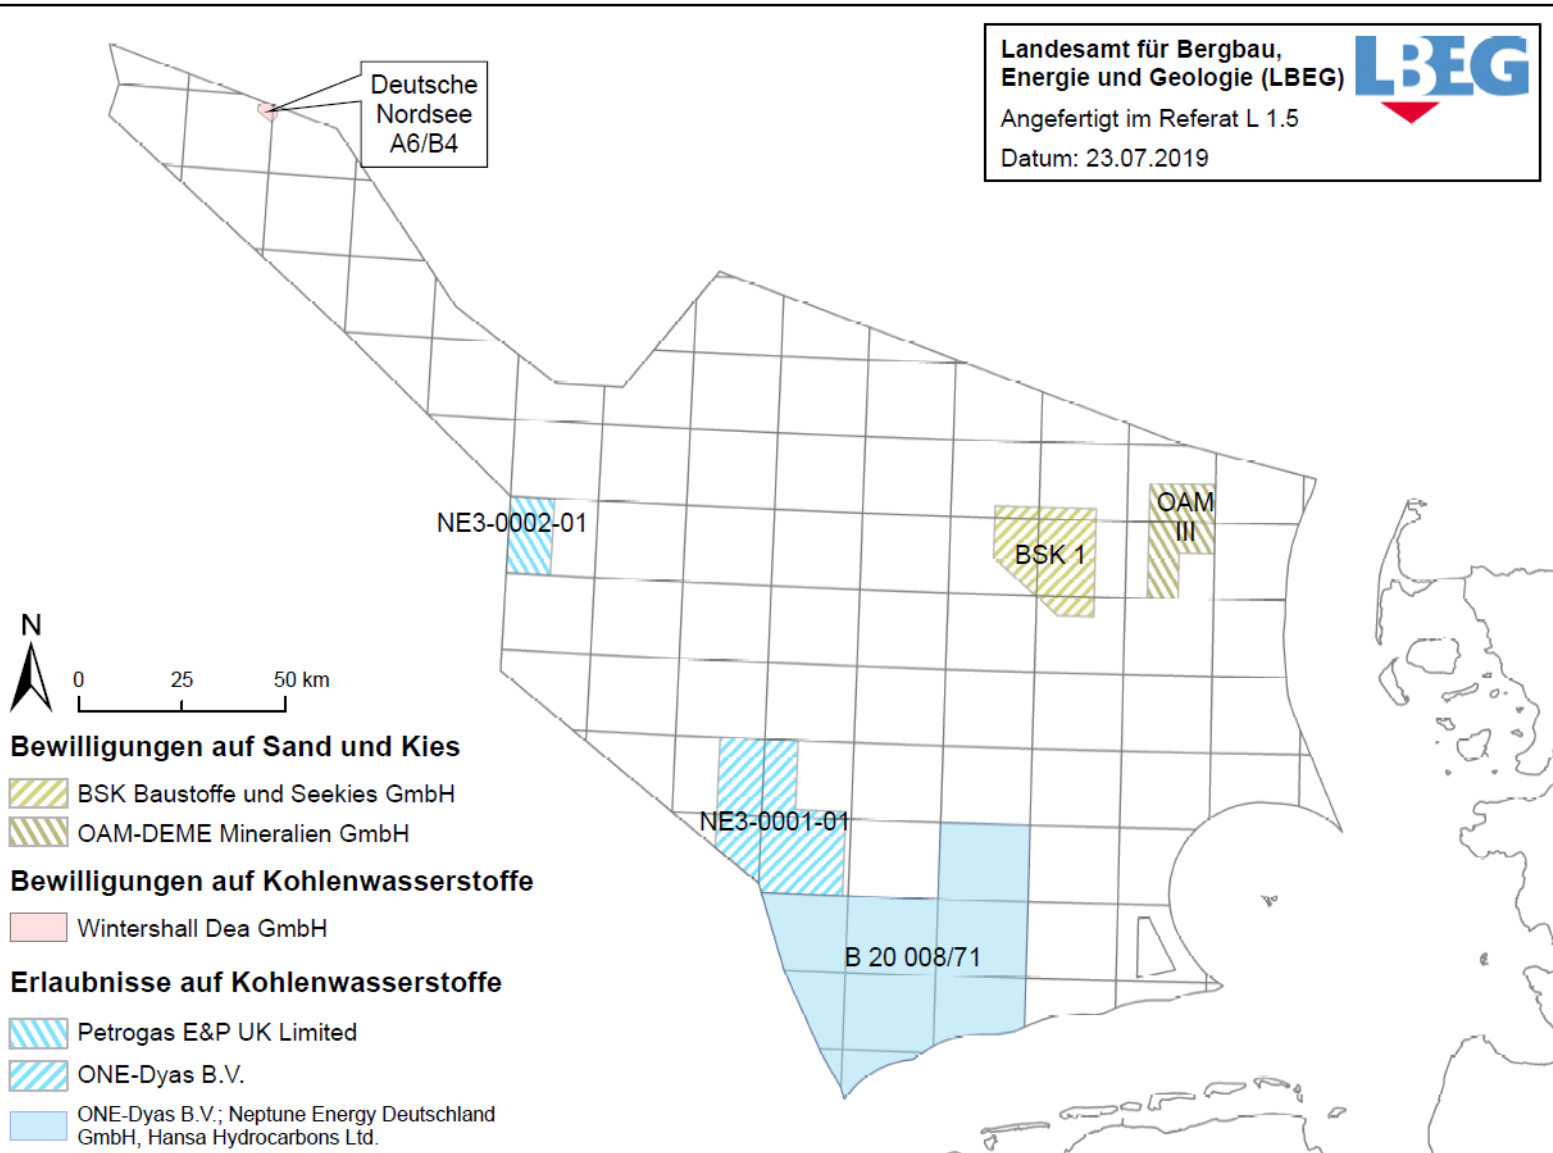 Landesamt für Bergbau,
Energie und Geologie (LBEG)
LBEG
Angefertigt im Referat L 1.5
Datum: 23.07.2019
Deutsche
Nordsee
A6/B4
OAM
III
NE3-0002-01
BSK 1
N
0 25 50 km
NE3-0001-01
B 20 008/71
Bewilligungen auf Sand und Kies
BSK Baustoffe und Seekies GmbH
OAM-DEME Mineralien GmbH
Bewilligungen auf Kohlenwasserstoffe
Wintershall Dea GmbH
Erlaubnisse auf Kohlenwasserstoffe
Petrogas E&P UK Limited
ONE-Dyas B.V.
ONE-Dyas B.V.; Neptune Energy Deutschland
GmbH, Hansa Hydrocarbons Ltd.